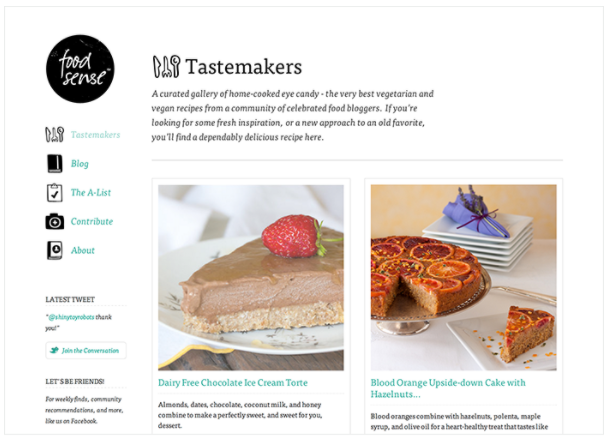 food
sense
Tastemakers
A curated gallery of home-cooked eye candy - the very best vegetarian and
vegan recipes from a community of celebrated food bloggers. If you're
looking for some fresh inspiration, or a new approach to an old favorite,
you'll find a dependably delicious recipe here.
Tastemakers
Blog
The A-List
Contribute
About
LATEST TWEET
"@shinytoyrobots thank
you!"
Join the Conversation
LET'S BE FRIENDS!
For weekly finds, community
recommendations, and more,
like us on Facebook.
Dairy Free Chocolate Ice Cream Torte
Almonds, dates, chocolate, coconut milk, and honey
combine to make a perfectly sweet, and sweet for you,
dessert.
Blood Orange Upside-down Cake with
Hazelnuts...
Blood oranges combine with hazelnuts, polenta, maple
syrup, and olive oil for a heart-healthy treat that tastes like